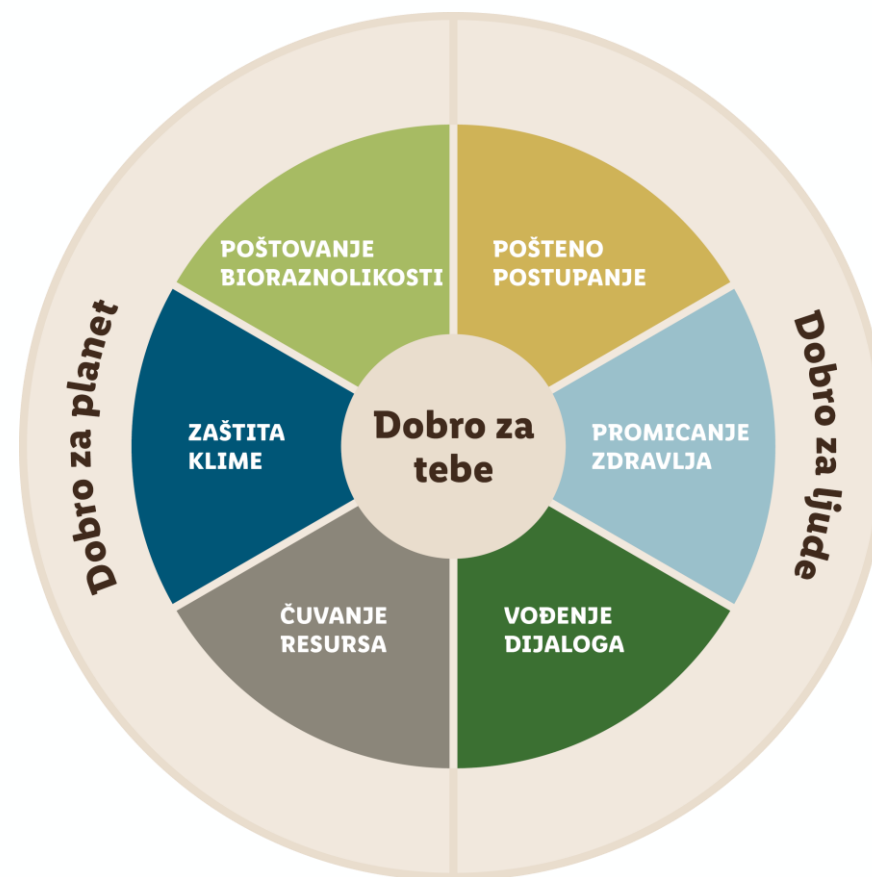 POŠTOVANJE
BIORAZNOLIKOSTI
POŠTENO
POSTUPANJE
Dobro za planet
ZAŠTITA
KLIME
Dobro za
tebe
PROMICANJE
ZDRAVLJA
Dobro za ljude
ČUVANJE
RESURSA
VOĐENJE
DIJALOGA